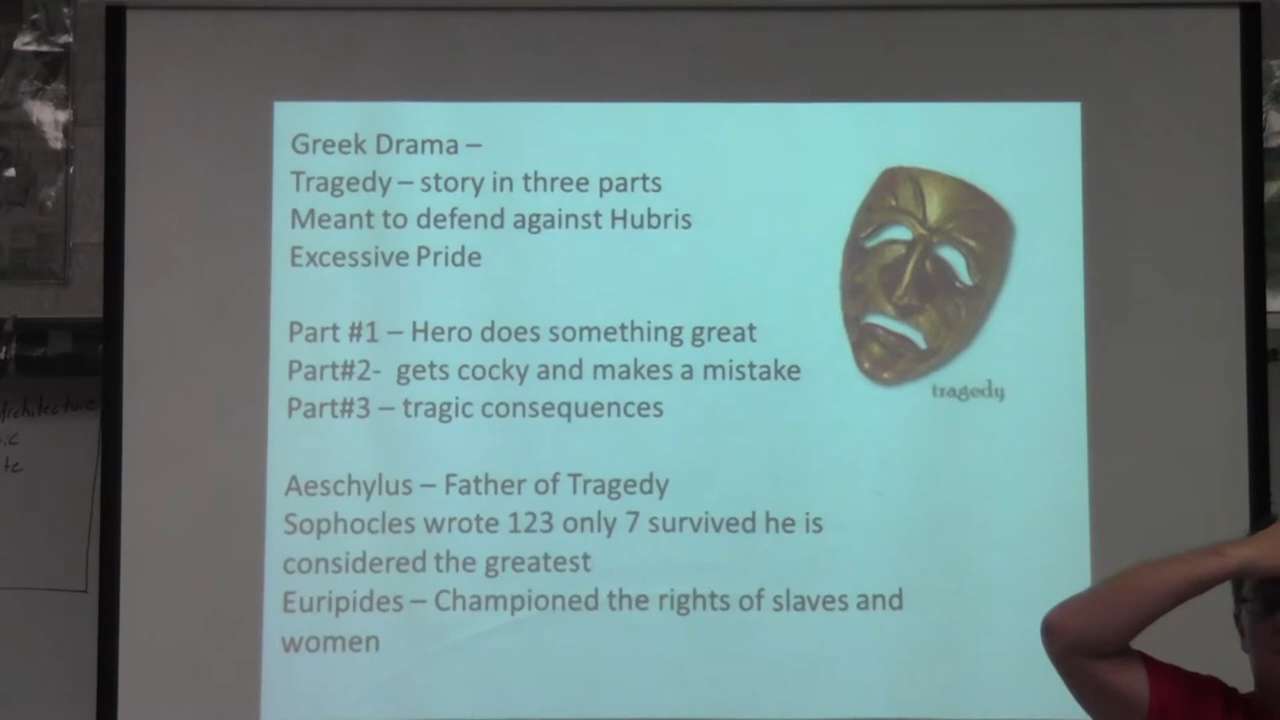 Greek Drama –
Tragedy – story in three parts
Meant to defend against Hubris
Excessive Pride
Part #1 – Hero does something great
Part#2- gets cocky and makes a mistake
Part#3 – tragic consequences
tragedy
Aeschylus – Father of Tragedy
Sophocles wrote 123 only 7 survived he is
considered the greatest
Euripides – Championed the rights of slaves and
women
Architecture